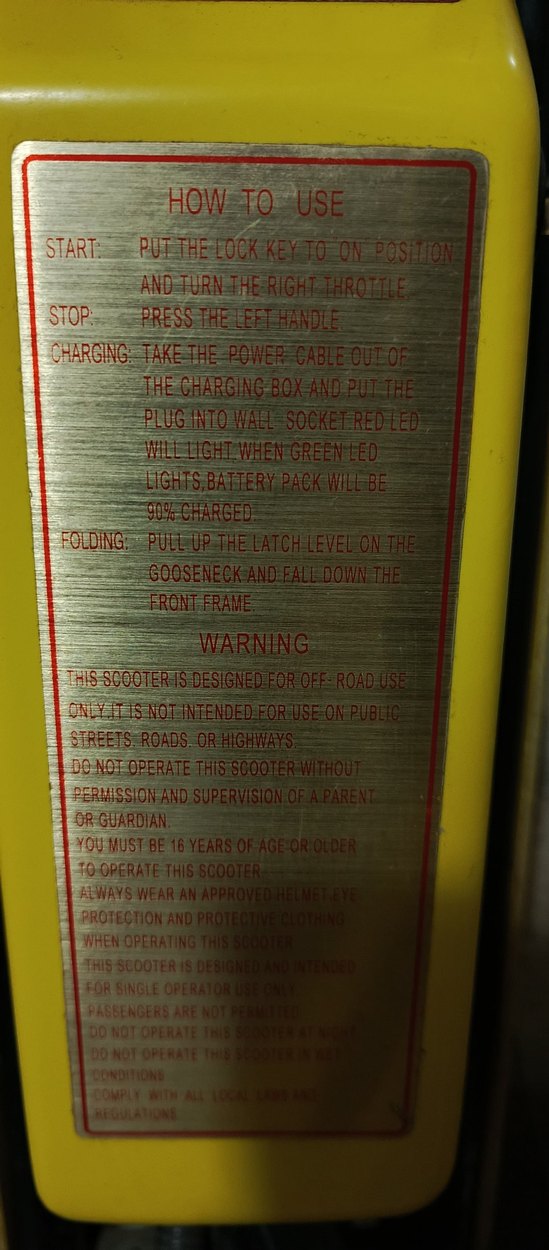 HOW TO USE
START: PUT THE LOCK KEY TO "ON" POSITION
AND TURN THE RIGHT THROTTLE.
STOP: PRESS THE LEFT HANDLE.
CHARGING: TAKE THE POWER CABLE OUT OF
THE CHARGING BOX AND PUT THE
PLUG INTO WALL SOCKET.RED LED
WILL LIGHT,WHEN GREEN LED
LIGHTS,BATTERY PACK WILL BE
90% CHARGED.
FOLDING: PULL UP THE LATCH LEVEL ON THE
GOOSENECK AND FALL DOWN THE
FRONT FRAME.
WARNING
THIS SCOOTER IS DESIGNED FOR OFF- ROAD USE
ONLY.IT IS NOT INTENDED FOR USE ON PUBLIC
STREETS. ROADS. OR HIGHWAYS.
DO NOT OPERATE THIS SCOOTER WITHOUT
PERMISSION AND SUPERVISION OF A PARENT
OR GUARDIAN.
YOU MUST BE 16 YEARS OF AGE OR OLDER
TO OPERATE THIS SCOOTER.
ALWAYS WEAR AN APPROVED HELMET.EYE
PROTECTION AND PROTECTIVE CLOTHING
WHEN OPERATING THIS SCOOTER
THIS SCOOTER IS DESIGNED AND INTENDED
FOR SINGLE OPERATOR USE ONLY.
PASSENGERS ARE NOT PERMITTED
DO NOT OPERATE THIS SCOOTER AT NIGHT
DO NOT OPERATE THIS SCOOTER IN WET
CONDITIONS
COMPLY WITH ALL LOCAL LAWS AND
REGULATIONS